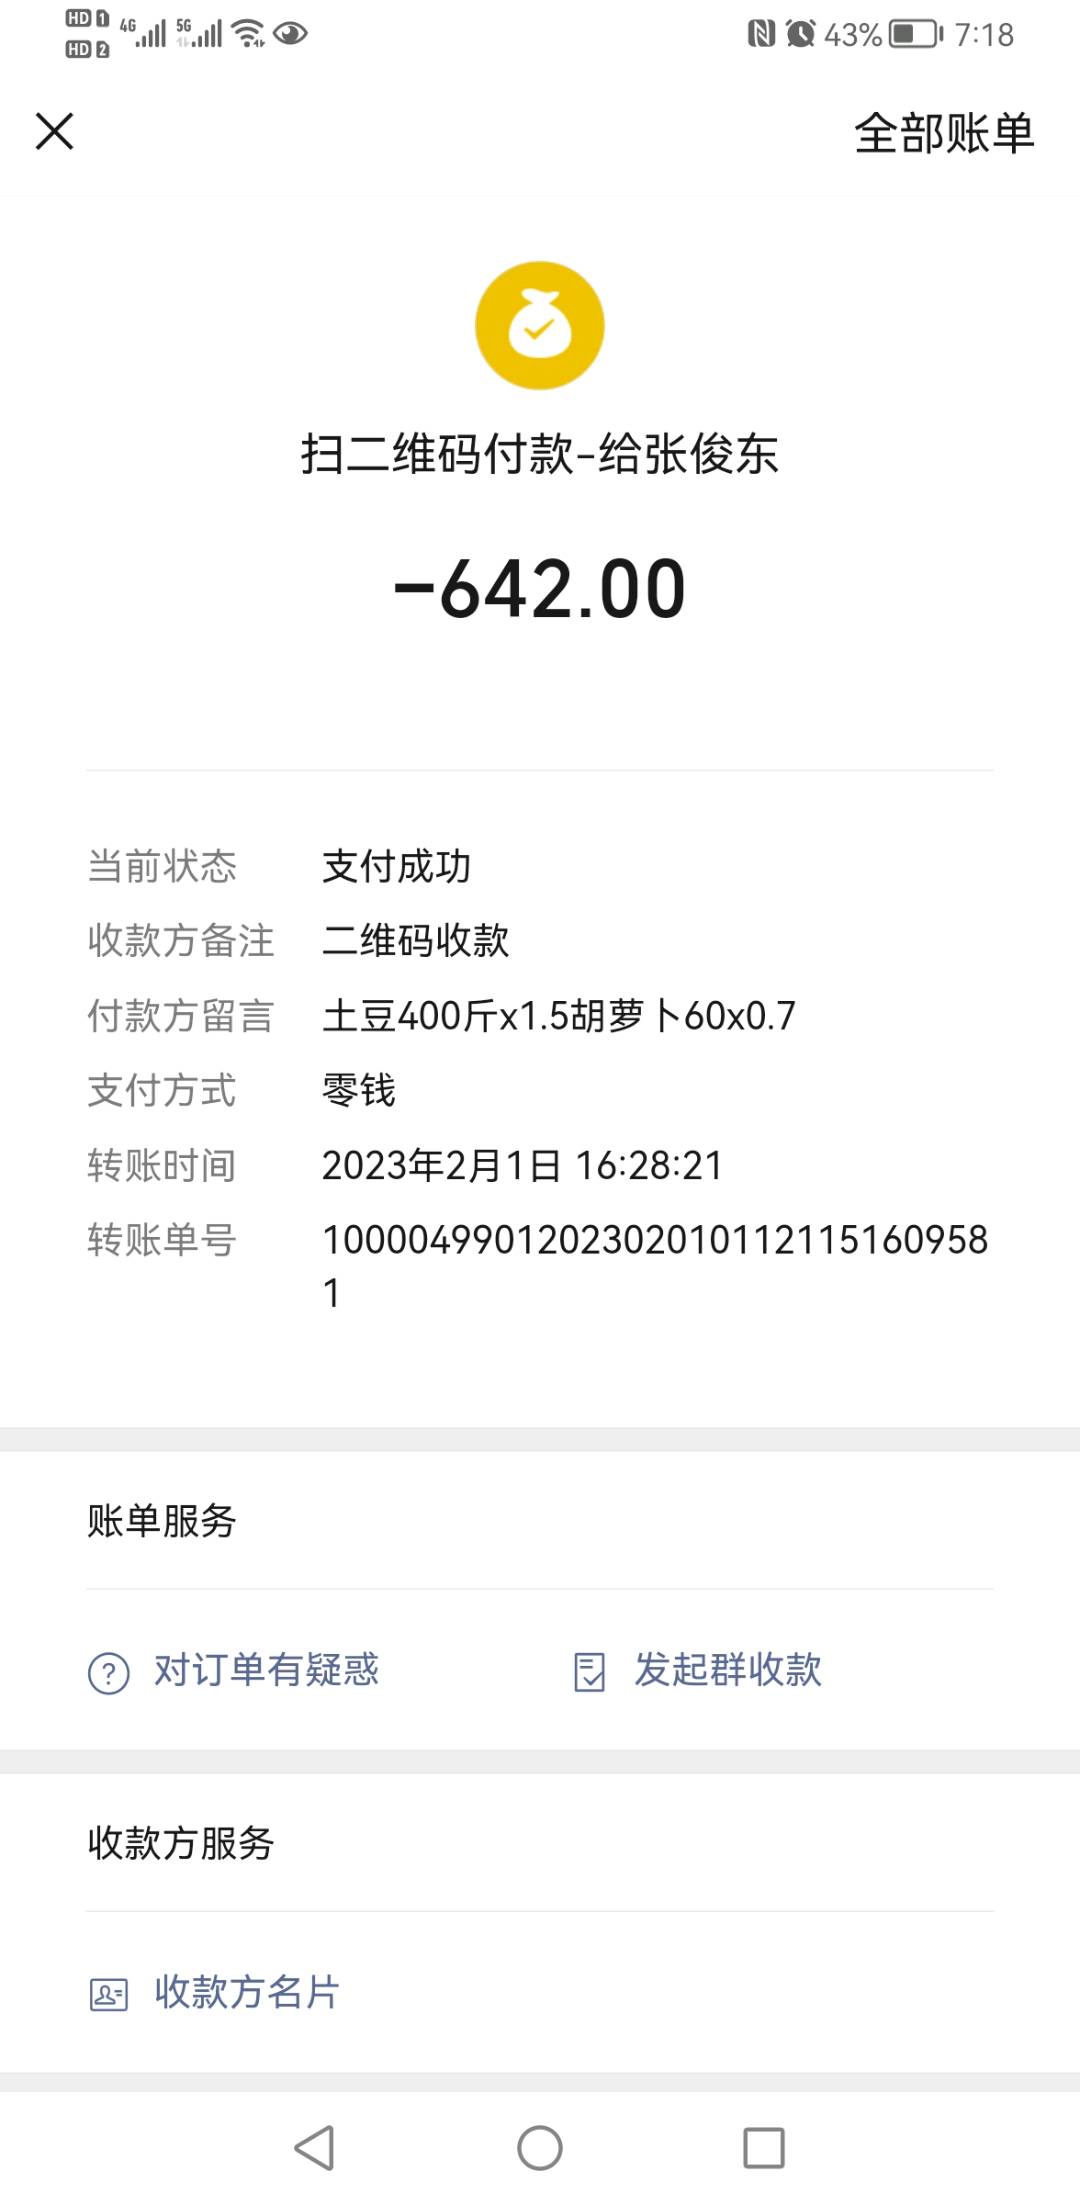 HD 1 4G 5G 43% 7:18
HD 2
全部账单
扫二维码付款-给张俊东
-642.00
当前状态 支付成功
收款方备注 二维码收款
付款方留言 土豆400斤x1.5胡萝卜60x0.7
支付方式 零钱
转账时间 2023年2月1日 16:28:21
转账单号 1000049901202302010112115160958
1
账单服务
对订单有疑惑 发起群收款
收款方服务
收款方名片